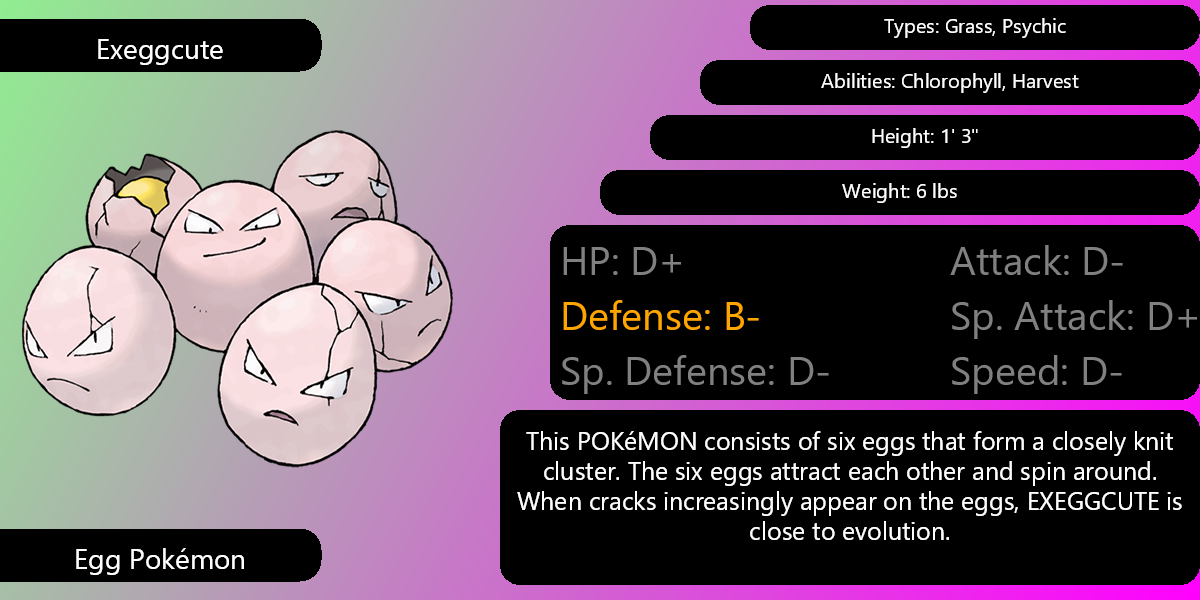 Exeggcute
Types: Grass, Psychic
Abilities: Chlorophyll, Harvest
Height: 1' 3"
Weight: 6 lbs
HP: D+
Attack: D-
Defense: B-
Sp. Attack: D+
Sp. Defense: D-
Speed: D-
This POKéMON consists of six eggs that form a closely knit
cluster. The six eggs attract each other and spin around.
When cracks increasingly appear on the eggs, EXEGGCUTE is
close to evolution.
Egg Pokémon